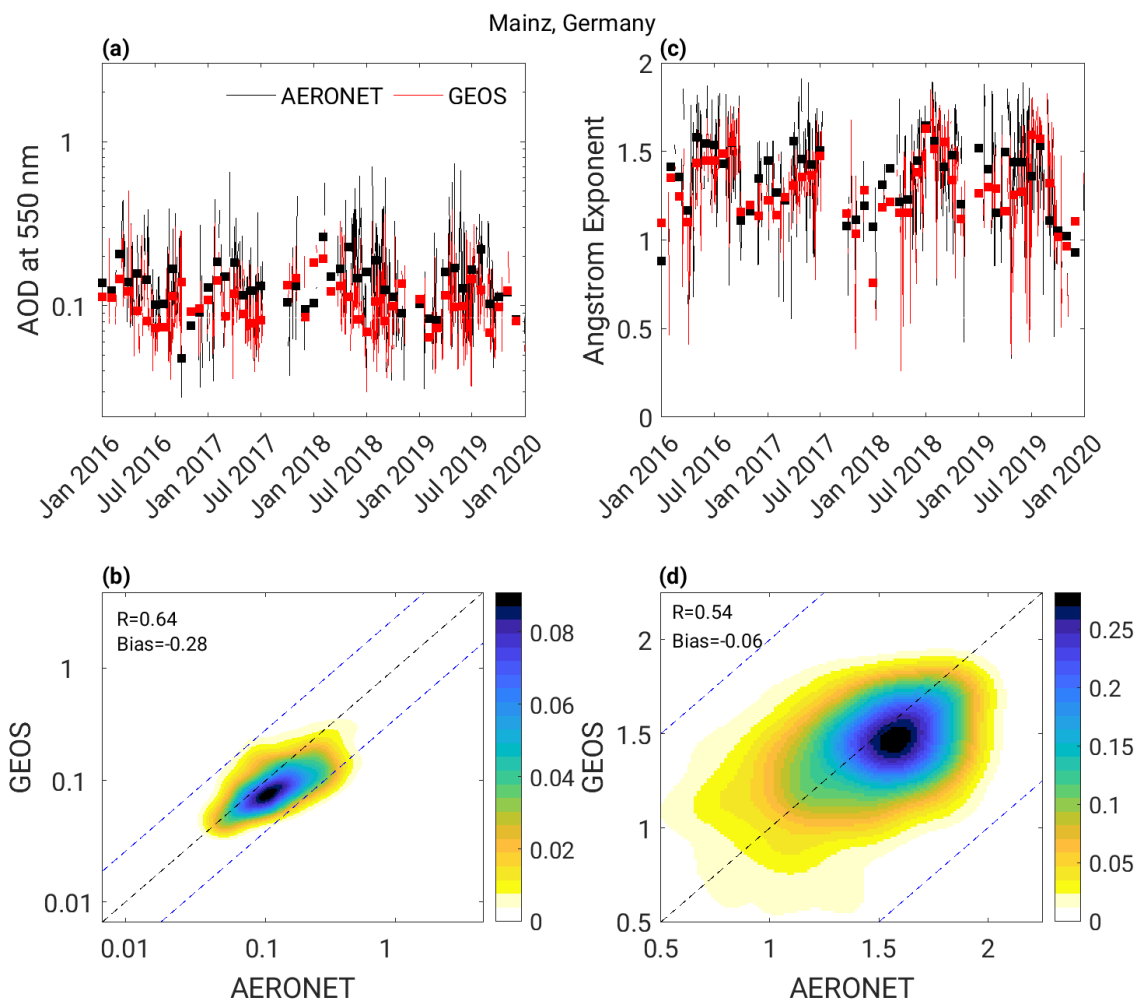 Mainz, Germany
(a)
AERONET
GEOS
AOD at 550 nm
1
0.1
Jan 2016
Jul 2016
Jan 2017
Jul 2017
Jan 2018
Jul 2018
Jan 2019
Jul 2019
Jan 2020
(c)
Angstrom Exponent
2
1.5
1
0.5
0
Jan 2016
Jul 2016
Jan 2017
Jul 2017
Jan 2018
Jul 2018
Jan 2019
Jul 2019
Jan 2020
(b)
R=0.64
Bias=-0.28
GEOS
1
0.1
0.01
0.01
0.1
1
AERONET
0.08
0.06
0.04
0.02
0
(d)
R=0.54
Bias=-0.06
GEOS
2
1.5
1
0.5
0.5
1
1.5
2
AERONET
0.25
0.2
0.15
0.1
0.05
0